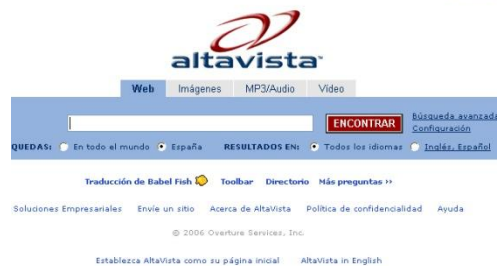 altavista
Web Imágenes MP3/Audio Vídeo
ENCONTRAR
Búsqueda avanzada
Configuración
QUEDAS: En todo el mundo España RESULTADOS EN: Todos los idiomas Inglés, Español
Traducción de Babel Fish Toolbar Directorio Más preguntas ››
Soluciones Empresariales Envíe un sitio Acerca de AltaVista Política de confidencialidad Ayuda
© 2006 Overture Services, Inc.
Establezca AltaVista como su página inicial AltaVista in English